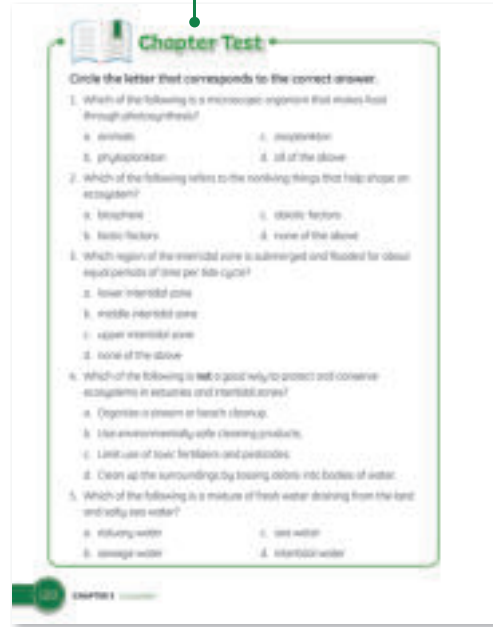 Chapter Test
Circle the letter that corresponds to the correct answer.
1. Which of the following is a microscopic organism that makes food
through photosynthesis?
a. animals
c. zooplankton
b. phytoplankton
d. all of the above
2. Which of the following refers to the nonliving things that help shape an
ecosystem?
a. biosphere
c. abiotic factors
b. biotic factors
d. none of the above
3. Which region of the intertidal zone is submerged and flooded for about
equal periods of time per tide cycle?
a. lower intertidal zone
b. middle intertidal zone
c. upper intertidal zone
d. none of the above
4. Which of the following is not a good way to protect and conserve
ecosystems in estuaries and intertidal zones?
a. Organize a stream or beach cleanup.
b. Use environmentally safe cleaning products.
c. Limit use of toxic fertilizers and pesticides.
d. Clean up the surroundings by tossing debris into bodies of water.
5. Which of the following is a mixture of fresh water draining from the land
and salty sea water?
a. estuary water
c. sea water
b. sewage water
d. intertidal water
CHAPTER